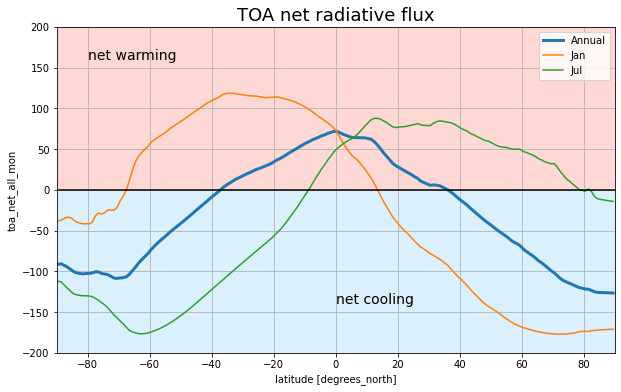 TOA net radiative flux
200
150
100
50
0
−50
−100
−150
−200
toa_net_all_mon
net warming
net cooling
Annual
Jan
Jul
−80 −60 −40 −20 0 20 40 60 80
latitude [degrees_north]